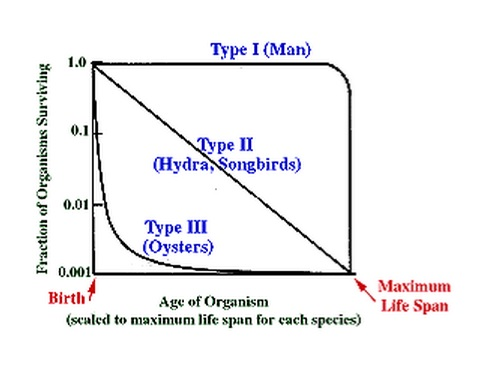 Type I (Man)
1.0
0.1
0.01
0.001
Fraction of Organisms Surviving
Type II
(Hydra, Songbirds)
Type III
(Oysters)
Birth
Age of Organism
(scaled to maximum life span for each species)
Maximum
Life Span